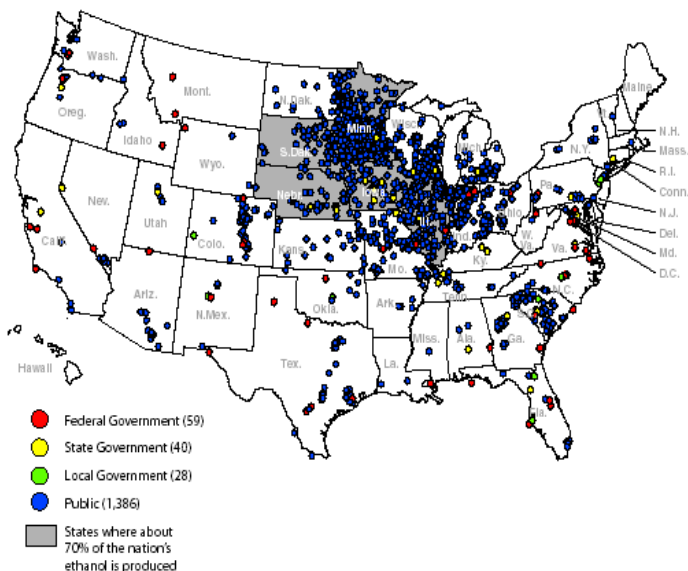 Wash.
Maine
Mont.
N.Dak.
Minn.
Oreg.
Idaho
S.Dak.
Wisc.
Mich.
N.Y.
N.H.
Mass.
R.I.
Conn.
Wyo.
Nebr.
Iowa
Pa.
N.J.
Nev.
Utah
Colo.
Ill.
Ind.
Ohio
W.
Va.
Va.
Del.
Md.
D.C.
Calif.
Kans.
Mo.
Ky.
Ariz.
N.Mex.
Okla.
Ark.
Tenn.
N.C.
S.C.
Miss.
Ala.
Ga.
Tex.
La.
Fla.
Hawaii
Federal Government (59)
State Government (40)
Local Government (28)
Public (1,386)
States where about
70% of the nation's
ethanol is produced